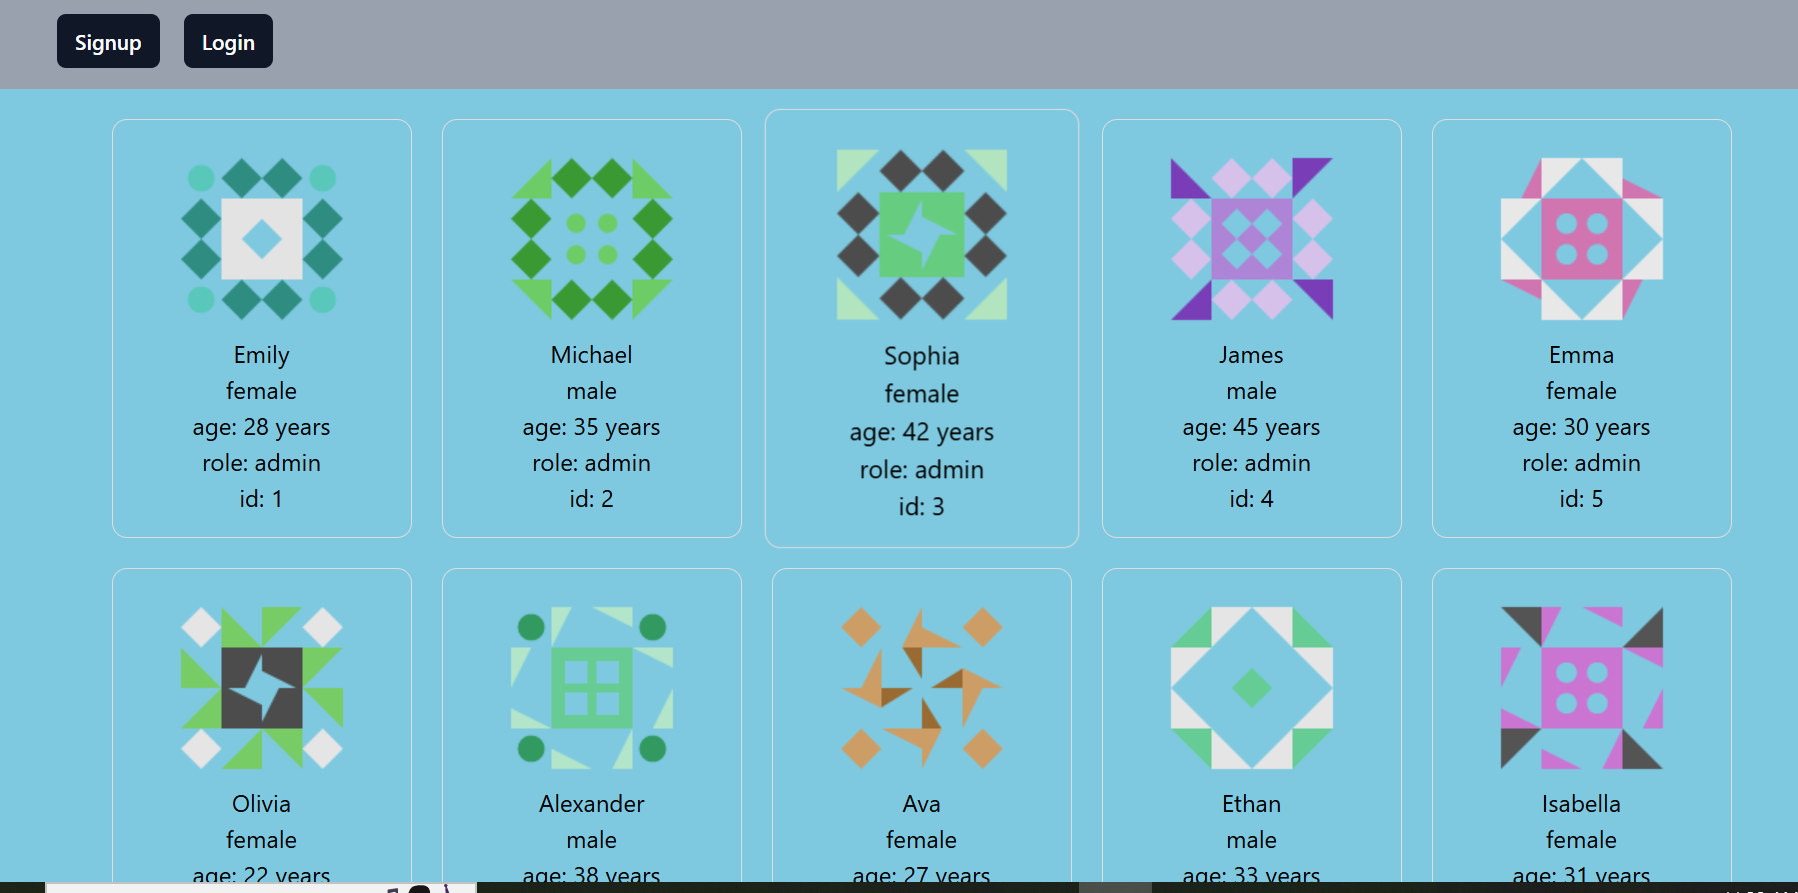 Signup
Login
Emily
female
age: 28 years
role: admin
id: 1
Michael
male
age: 35 years
role: admin
id: 2
Sophia
female
age: 42 years
role: admin
id: 3
James
male
age: 45 years
role: admin
id: 4
Emma
female
age: 30 years
role: admin
id: 5
Olivia
female
age: 22 years
Alexander
male
age: 38 years
Ava
female
age: 27 years
Ethan
male
age: 33 years
Isabella
female
age: 31 years